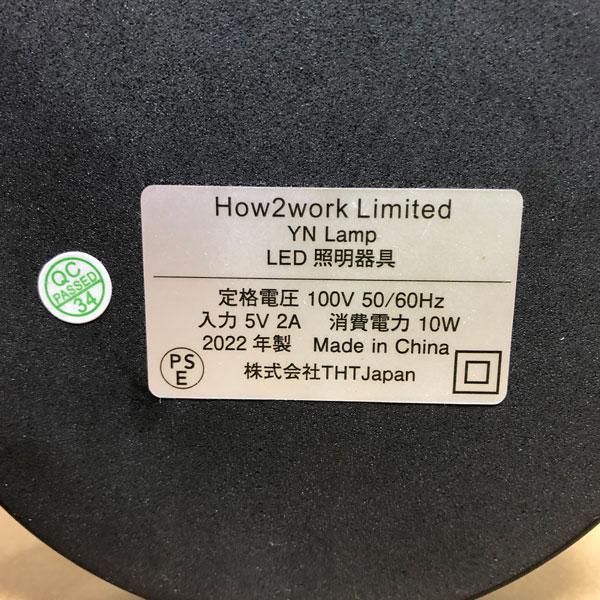 How2work Limited
YN Lamp
LED 照明器具
定格電圧 100V 50/60Hz
入力 5V 2A 消費電力 10W
2022 年製 Made in China
PS
E
株式会社THTJapan
QC
PASSED
34